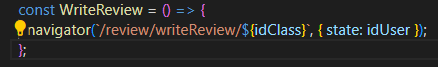 const WriteReview = () => {
navigator(`/review/writeReview/${idClass}`, { state: idUser });
};